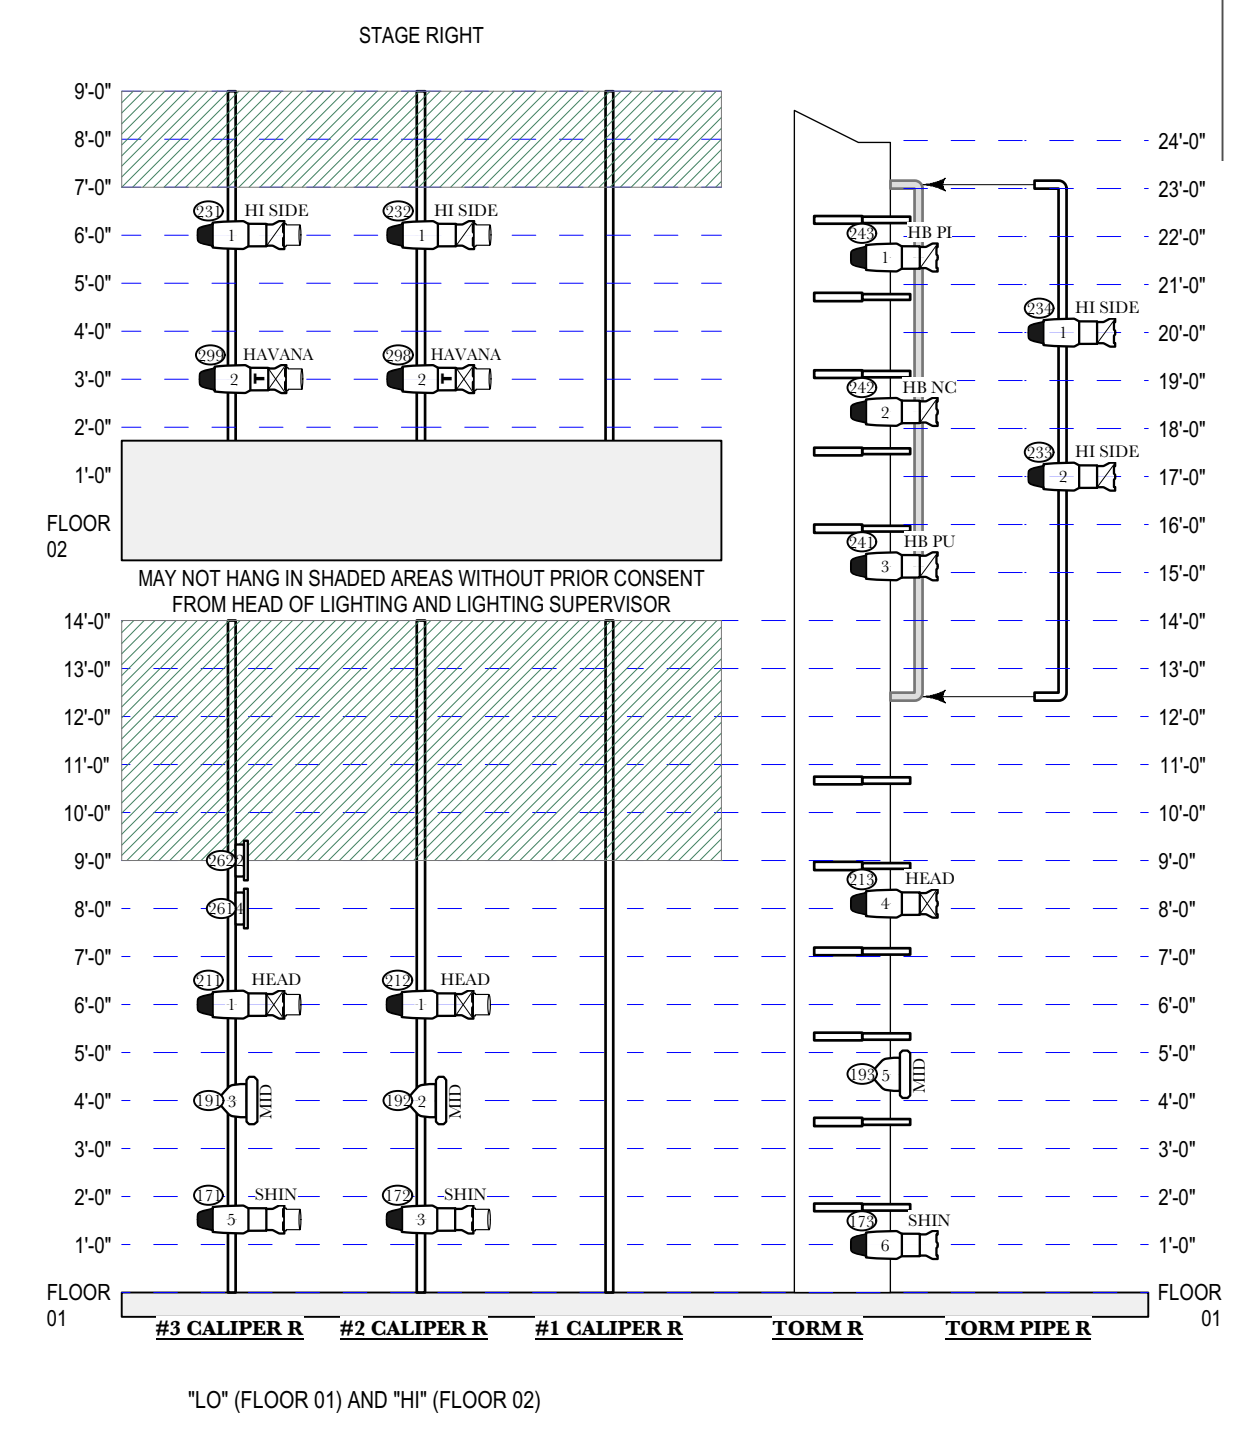 STAGE RIGHT
9'-0"
8'-0"
24'-0"
7'-0"
23'-0"
231 HI SIDE
232 HI SIDE
243 HB PI
6'-0"
1
1
22'-0"
1
5'-0"
21'-0"
234 HI SIDE
4'-0"
1
20'-0"
299 HAVANA
298 HAVANA
3'-0"
2 T
2 T
19'-0"
242 HB NC
2
2'-0"
18'-0"
233 HI SIDE
1'-0"
2
17'-0"
FLOOR
02
16'-0"
241 HB PU
3
15'-0"
MAY NOT HANG IN SHADED AREAS WITHOUT PRIOR CONSENT
FROM HEAD OF LIGHTING AND LIGHTING SUPERVISOR
14'-0"
14'-0"
13'-0"
13'-0"
12'-0"
12'-0"
11'-0"
11'-0"
10'-0"
10'-0"
9'-0"
262 2
9'-0"
213 HEAD
4
8'-0"
261 4
8'-0"
7'-0"
7'-0"
211 HEAD
212 HEAD
6'-0"
1
1
6'-0"
5'-0"
5'-0"
193 5 MID
4'-0"
191 3 MID
192 2 MID
4'-0"
3'-0"
3'-0"
2'-0"
171 SHIN
172 SHIN
2'-0"
5
3
173 SHIN
1'-0"
6
1'-0"
FLOOR
01
FLOOR
01
#3 CALIPER R
#2 CALIPER R
#1 CALIPER R
TORM R
TORM PIPE R
"LO" (FLOOR 01) AND "HI" (FLOOR 02)